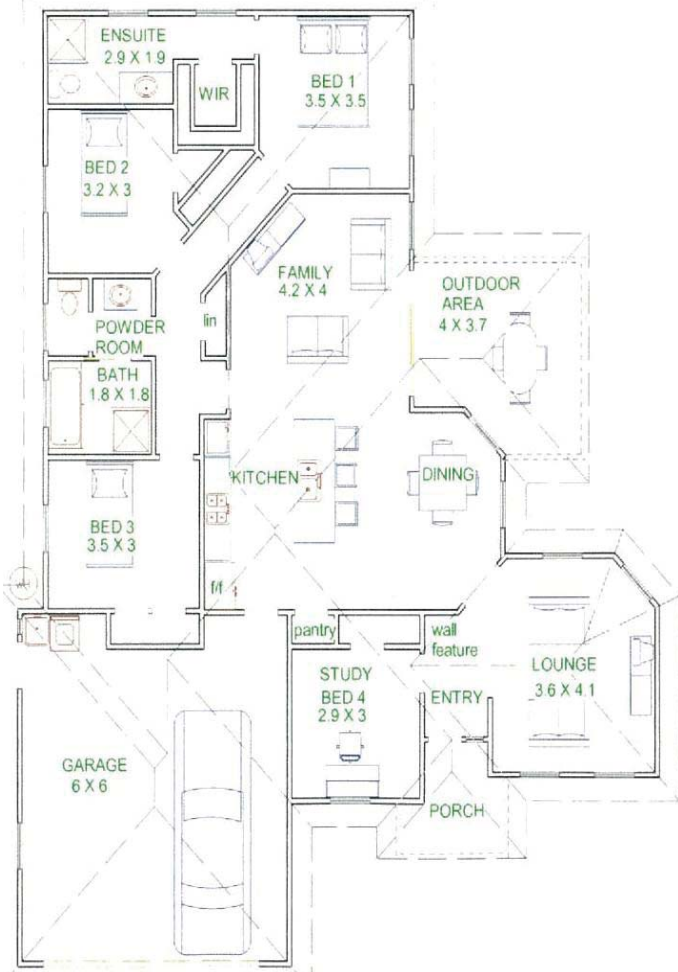 ENSUITE
2.9 X 1.9
WIR
BED 1
3.5 X 3.5
BED 2
3.2 X 3
FAMILY
4.2 X 4
OUTDOOR
AREA
4 X 3.7
lin
POWDER
ROOM
BATH
1.8 X 1.8
KITCHEN
DINING
BED 3
3.5 X 3
f/f
pantry
wall
feature
LOUNGE
3.6 X 4.1
STUDY
BED 4
2.9 X 3
ENTRY
GARAGE
6 X 6
PORCH